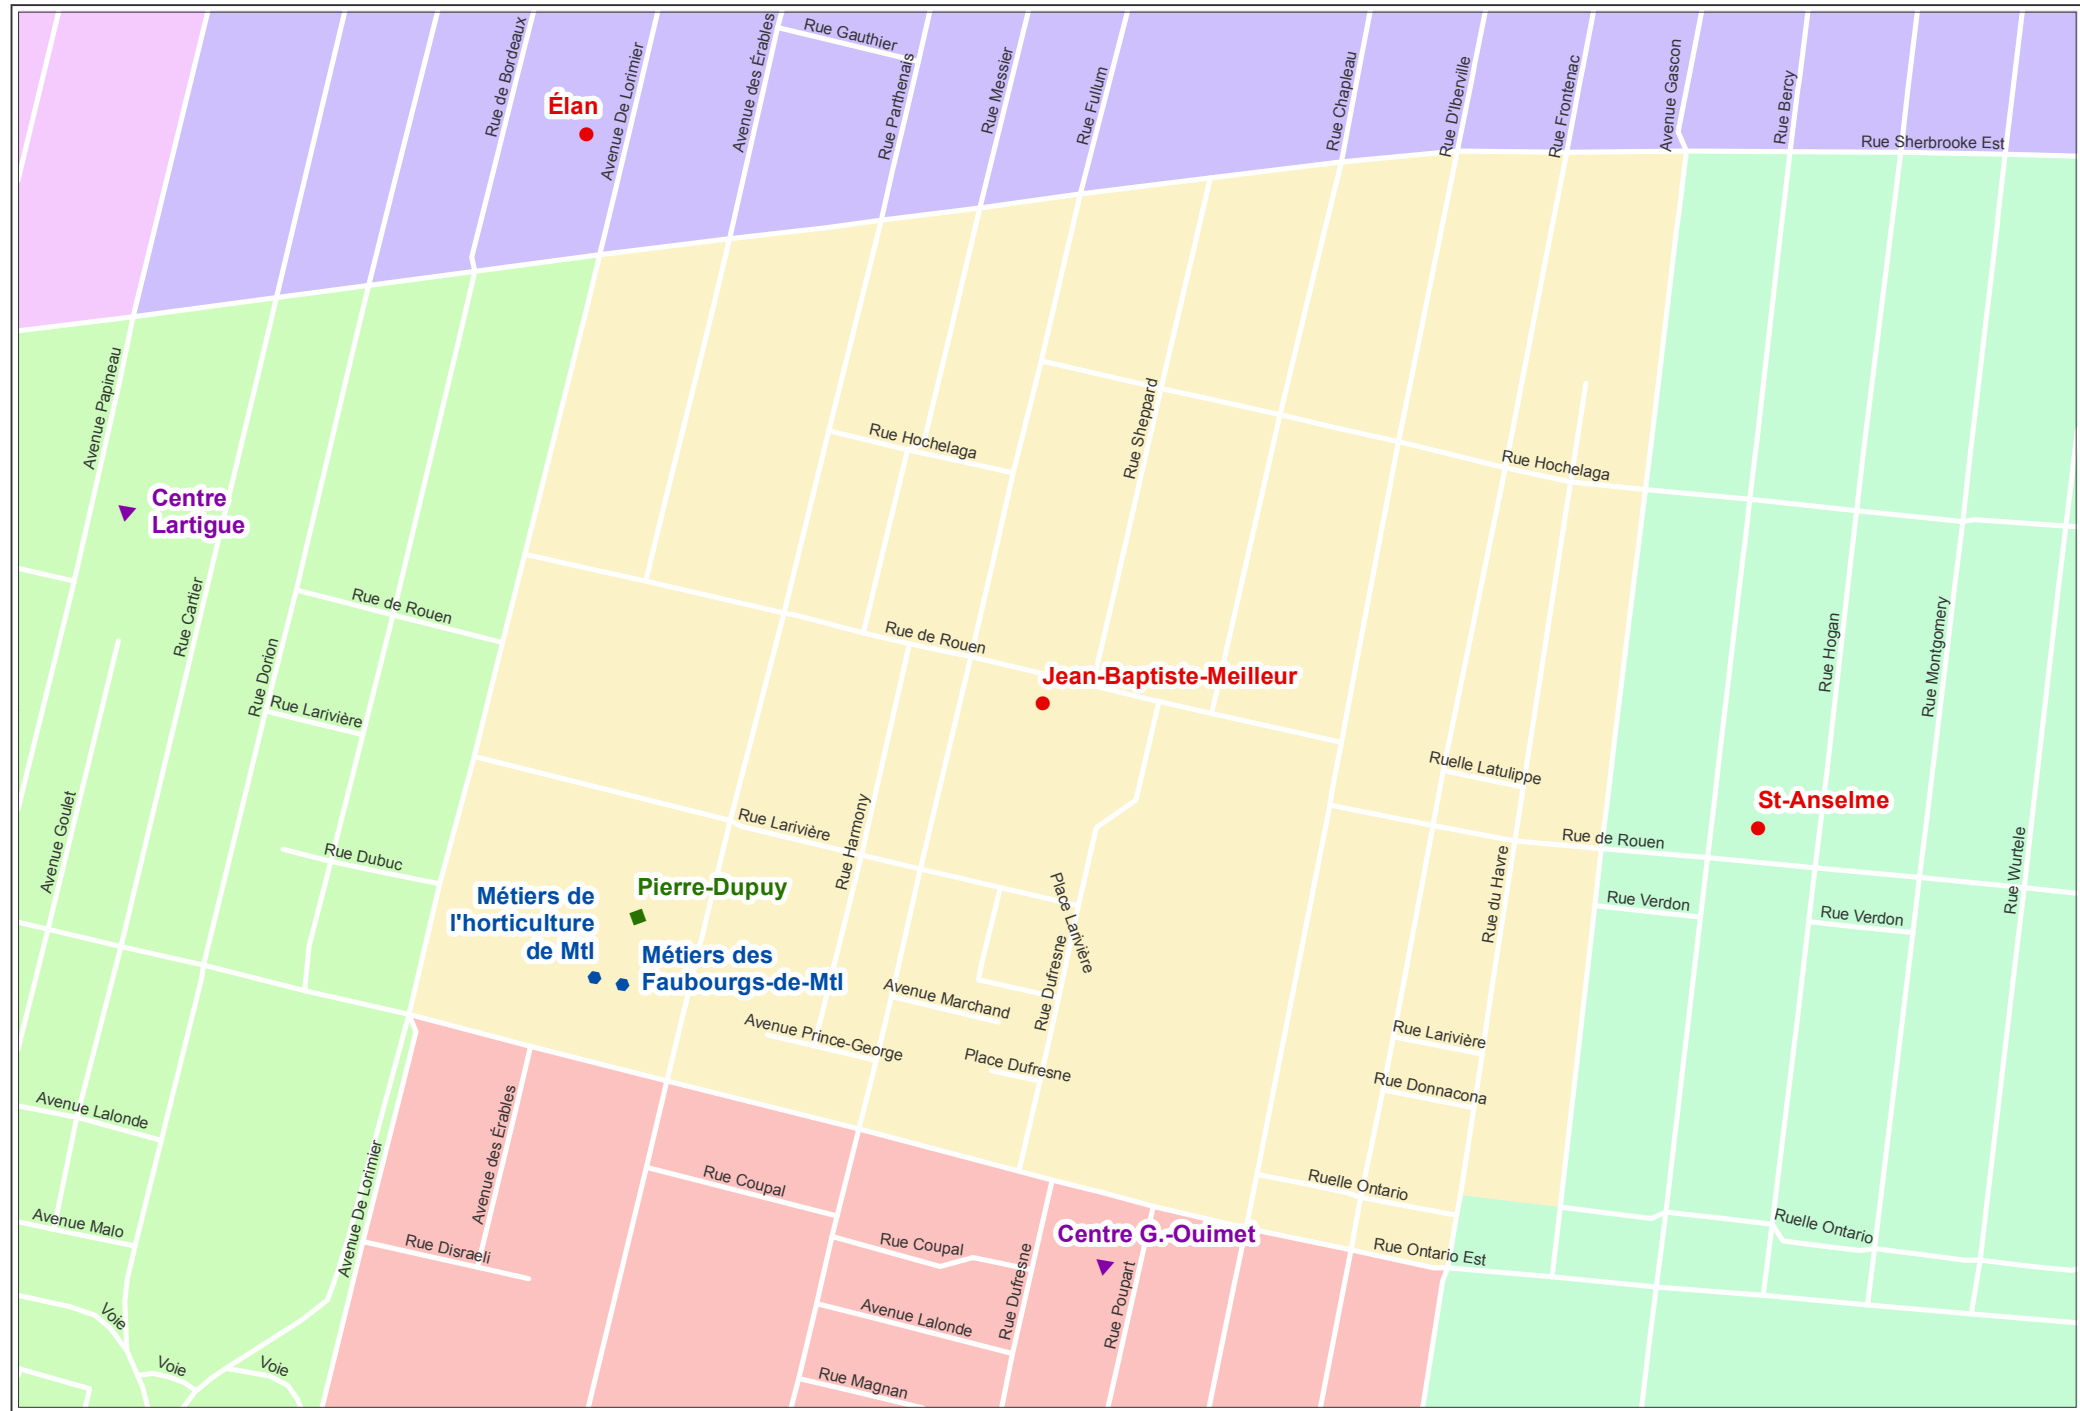 Rue Gauthier
Rue de Bordeaux
Avenue De Lorimier
Avenue des Érables
Rue Parthenais
Rue Messier
Rue Fullum
Rue Chapleau
Rue D'Iberville
Rue Frontenac
Avenue Gascon
Rue Bercy
Rue Sherbrooke Est
Élan
Avenue Papineau
Rue Sheppard
Rue Hochelaga
Rue Hochelaga
Centre
Lartigue
Rue Cartier
Rue de Rouen
Rue Dorion
Rue de Rouen
Rue Hogan
Rue Montgomery
Jean-Baptiste-Meilleur
Rue Larivière
Ruelle Latulippe
St-Anselme
Avenue Goulet
Rue Larivière
Rue Harmony
Rue de Rouen
Rue Wurtele
Rue Dubuc
Rue du Havre
Place Larivière
Pierre-Dupuy
Métiers de
l'horticulture
de Mtl
Métiers des
Faubourgs-de-Mtl
Rue Verdon
Rue Verdon
Rue Dufresne
Avenue Marchand
Avenue Prince-George
Place Dufresne
Rue Larivière
Rue Donnacona
Avenue Lalonde
Avenue des Érables
Avenue De Lorimier
Rue Coupal
Ruelle Ontario
Avenue Malo
Rue Disraeli
Rue Coupal
Centre G.-Ouimet
Rue Ontario Est
Ruelle Ontario
Rue Dufresne
Rue Poupart
Voie
Avenue Lalonde
Voie
Voie
Rue Magnan